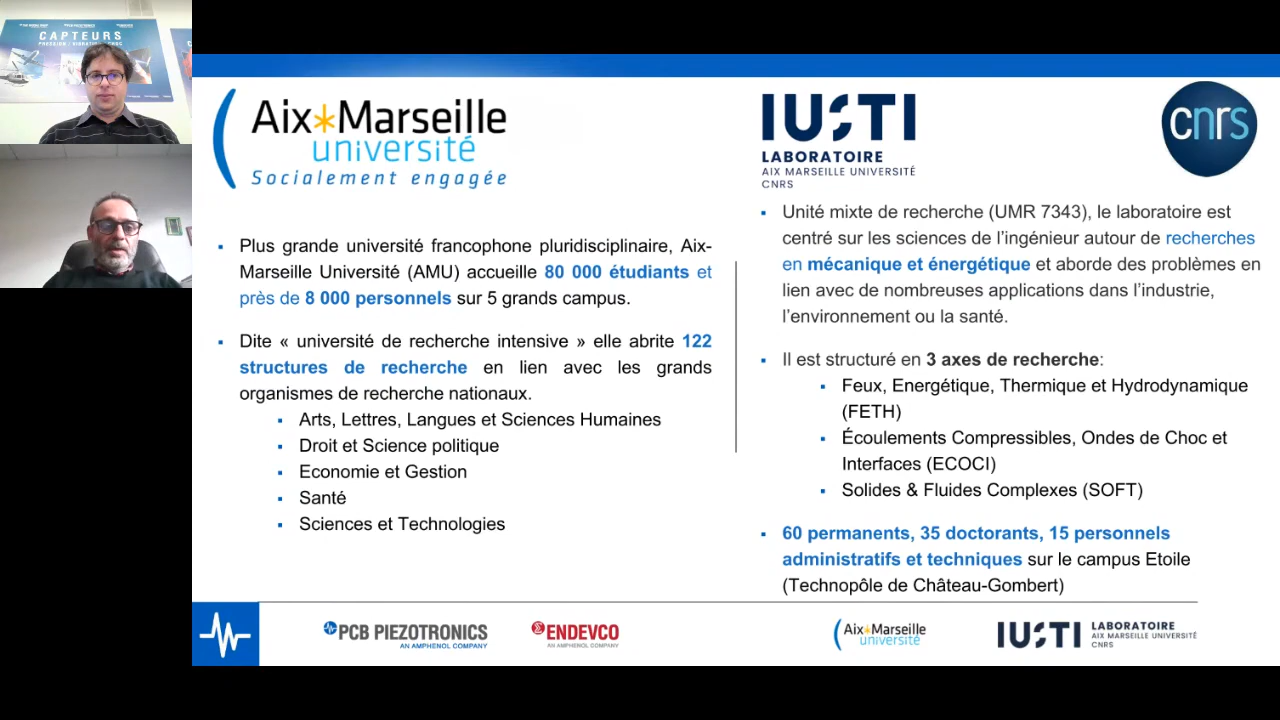 CAPTEURS
PRESSION / VIBRATION / CHOC
Aix*Marseille
université
Socialement engagée
Plus grande université francophone pluridisciplinaire, Aix-
Marseille Université (AMU) accueille 80 000 étudiants et
près de 8 000 personnels sur 5 grands campus.
Dite « université de recherche intensive » elle abrite 122
structures de recherche en lien avec les grands
organismes de recherche nationaux.
Arts, Lettres, Langues et Sciences Humaines
Droit et Science politique
Economie et Gestion
Santé
Sciences et Technologies
IUSTI
LABORATOIRE
AIX MARSEILLE UNIVERSITÉ
CNRS
cnrs
Unité mixte de recherche (UMR 7343), le laboratoire est
centré sur les sciences de l’ingénieur autour de recherches
en mécanique et énergétique et aborde des problèmes en
lien avec de nombreuses applications dans l’industrie,
l’environnement ou la santé.
Il est structuré en 3 axes de recherche:
Feux, Energétique, Thermique et Hydrodynamique
(FETH)
Écoulements Compressibles, Ondes de Choc et
Interfaces (ECOCI)
Solides & Fluides Complexes (SOFT)
60 permanents, 35 doctorants, 15 personnels
administratifs et techniques sur le campus Etoile
(Technopôle de Château-Gombert)
PCB PIEZOTRONICS
AN AMPHENOL COMPANY
ENDEVCO
AN AMPHENOL COMPANY
Aix*Marseille
université
IUSTI
LABORATOIRE
AIX MARSEILLE UNIVERSITÉ
CNRS